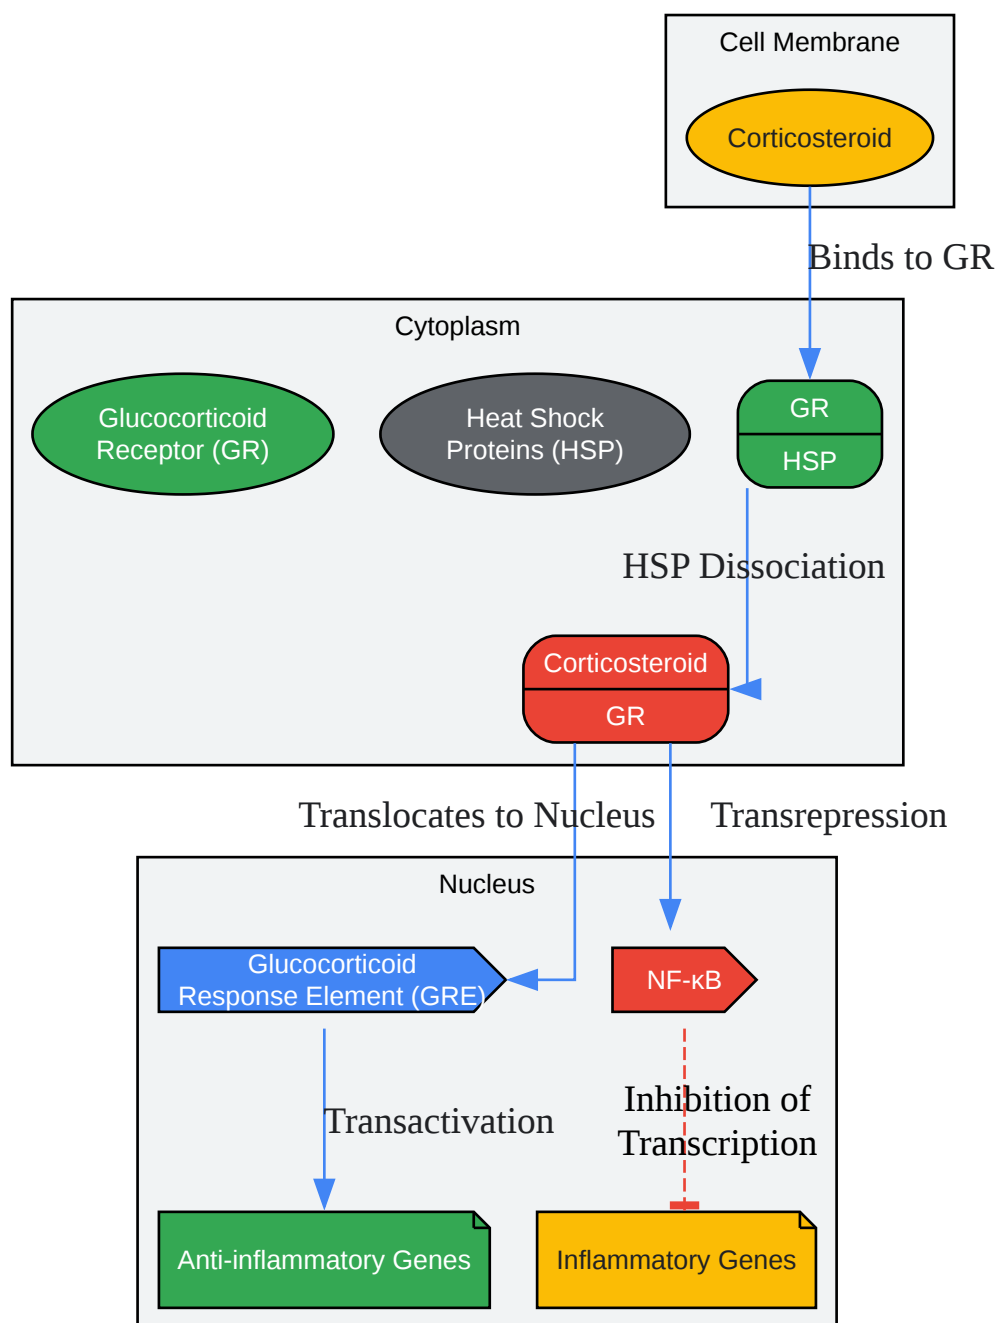 Cell Membrane
Corticosteroid
Binds to GR
Cytoplasm
Glucocorticoid
Receptor (GR)
Heat Shock
Proteins (HSP)
GR
HSP
HSP Dissociation
Corticosteroid
GR
Translocates to Nucleus
Transrepression
Nucleus
Glucocorticoid
Response Element (GRE)
NF-κB
Transactivation
Inhibition of
Transcription
Anti-inflammatory Genes
Inflammatory Genes